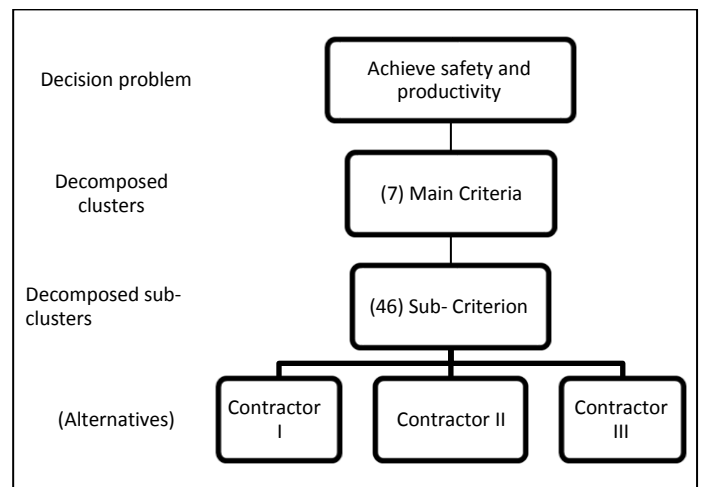 Decision problem
Achieve safety and
productivity
Decomposed
clusters
(7) Main Criteria
Decomposed sub-
clusters
(46) Sub- Criterion
(Alternatives)
Contractor
I
Contractor II
Contractor
III